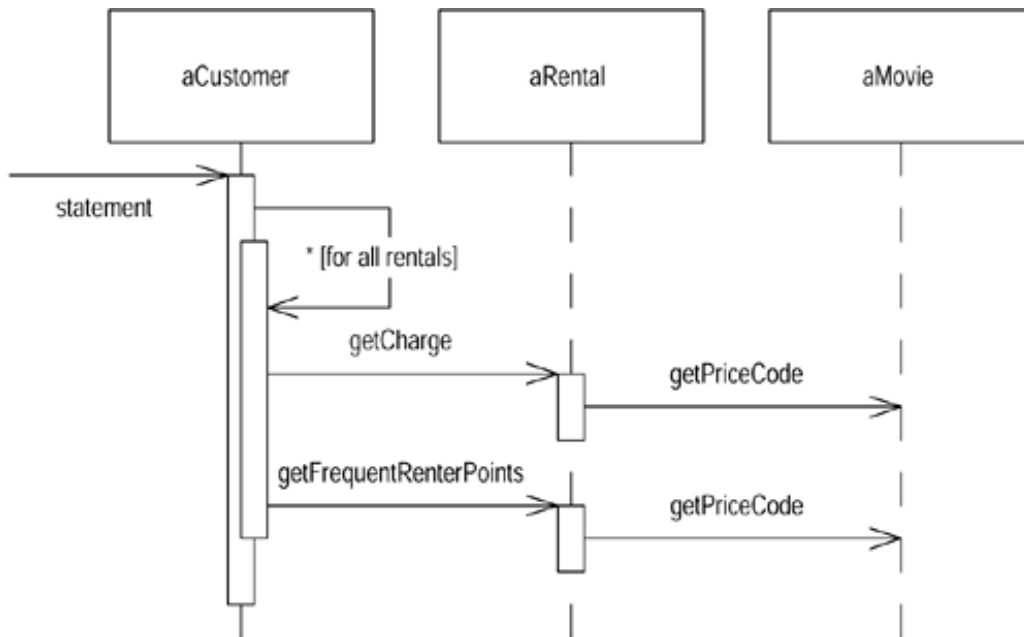 aCustomer
aRental
aMovie
statement
* [for all rentals]
getCharge
getPriceCode
getFrequentRenterPoints
getPriceCode